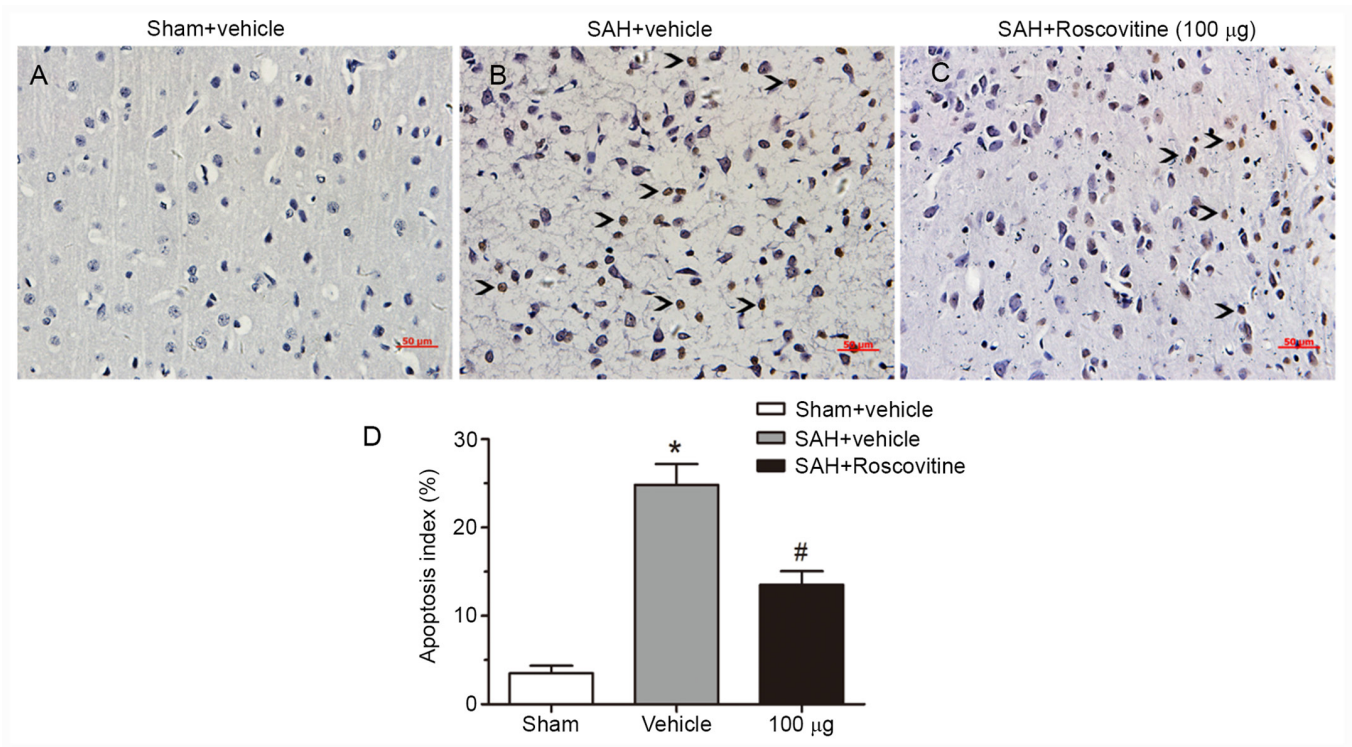 Sham+vehicle
SAH+vehicle
SAH+Roscovitine (100 μg)
A
B
C
50 μm
50 μm
50 μm
D
Sham+vehicle
SAH+vehicle
SAH+Roscovitine
Apoptosis index (%)
30
20
10
0
*
#
Sham
Vehicle
100 μg